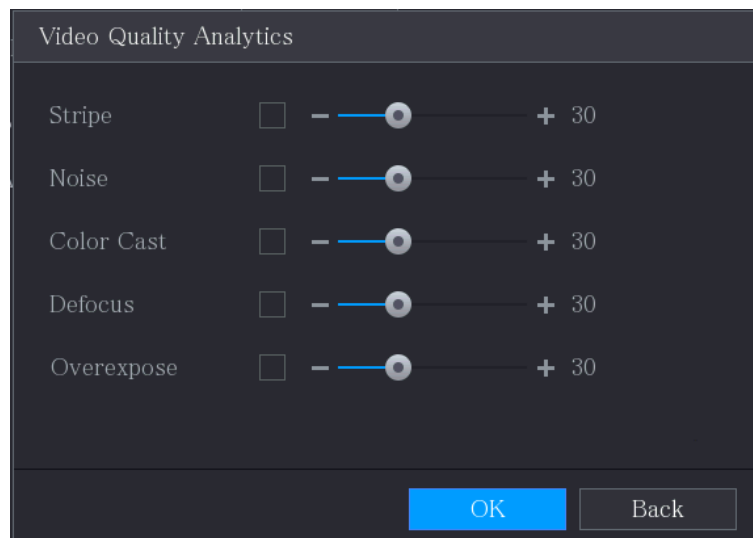 Video Quality Analytics
Stripe 30
Noise 30
Color Cast 30
Defocus 30
Overexpose 30
OK Back